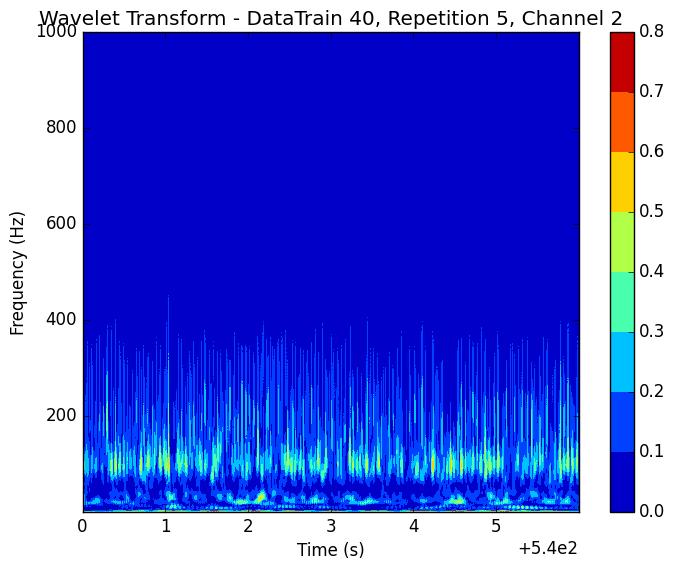 Wavelet Transform - DataTrain 40, Repetition 5, Channel 2
1000
800
600
400
200
Frequency (Hz)
0 1 2 3 4 5
Time (s)
+5.4e2
0.8
0.7
0.6
0.5
0.4
0.3
0.2
0.1
0.0